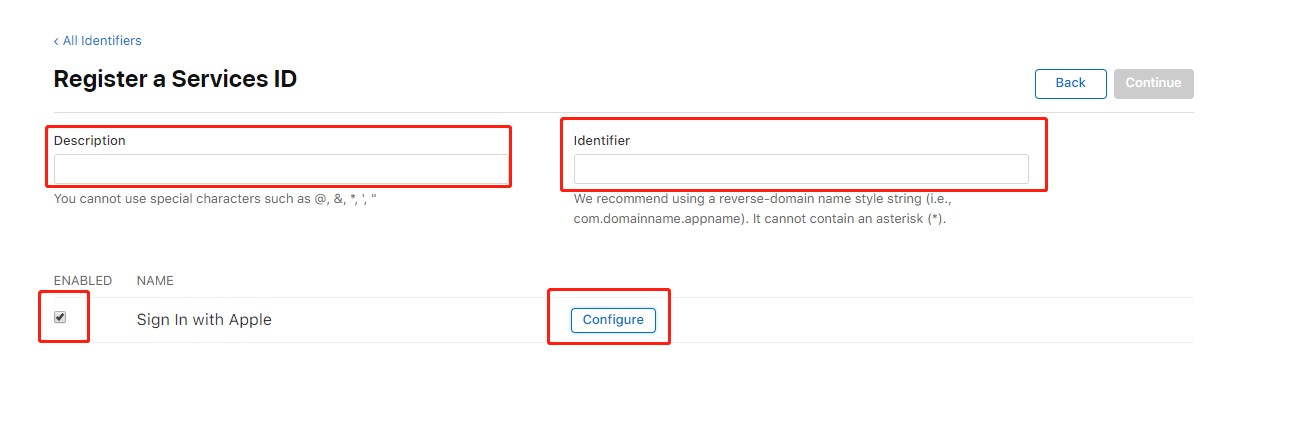 ‹ All Identifiers
Register a Services ID
Back
Continue
Description
Identifier
You cannot use special characters such as @, &, *, ', "
We recommend using a reverse-domain name style string (i.e.,
com.domainname.appname). It cannot contain an asterisk (*).
ENABLED NAME
Sign In with Apple
Configure